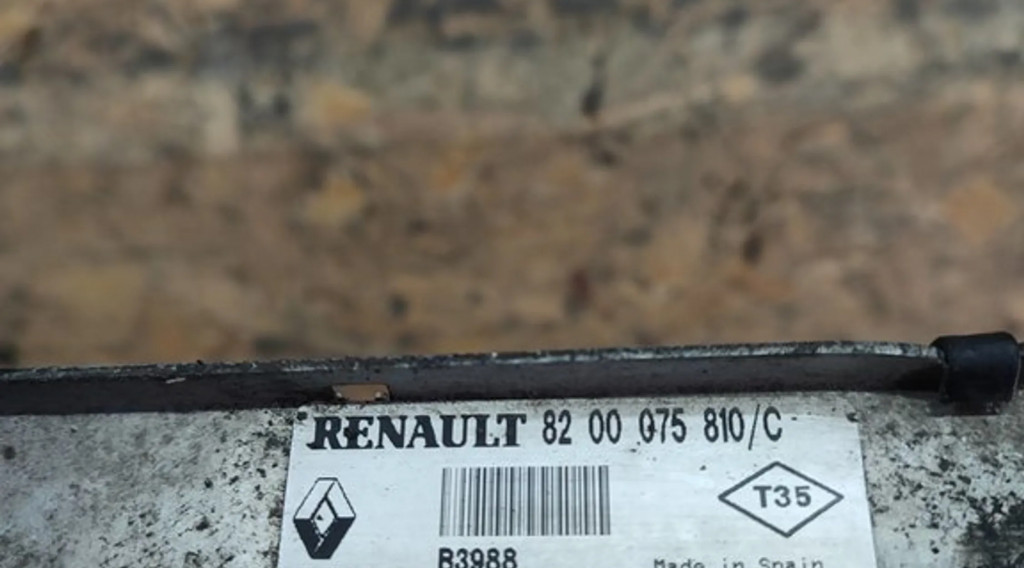 RENAULT 82 00 075 810/C
T35
B3988 Made in Spain